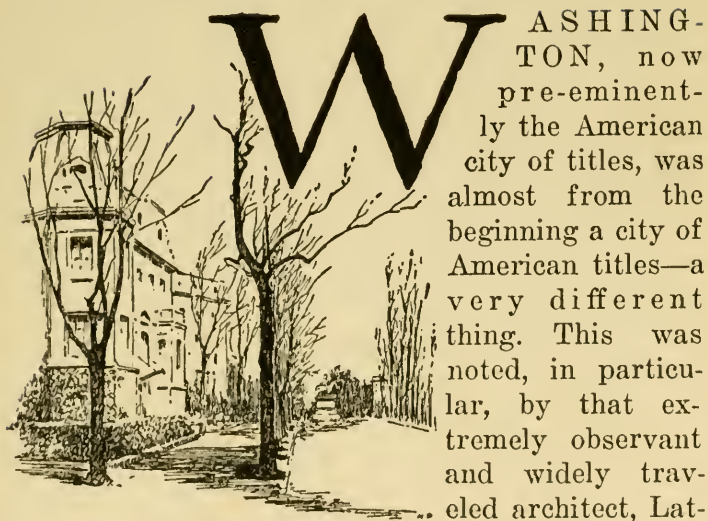 WASHING-
TON, now
pre-eminent-
ly the American
city of titles, was
almost from the
beginning a city of
American titles—a
very different
thing. This was
noted, in particu-
lar, by that ex-
tremely observant
and widely trav-
eled architect, Lat-